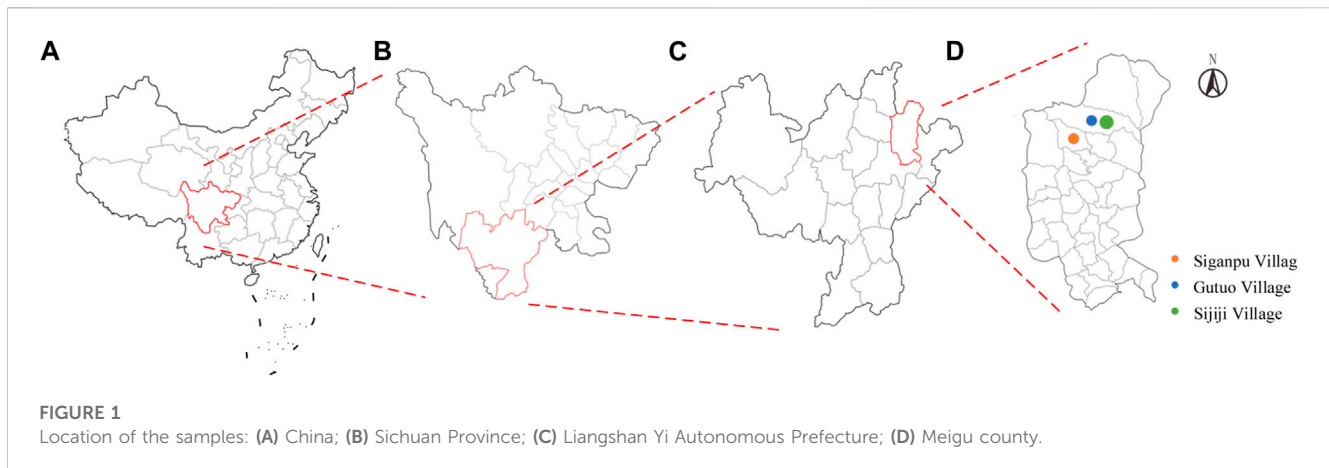 A
B
C
D
N
Siganpu Villag
Gutuo Village
Sijiji Village
FIGURE 1
Location of the samples: (A) China; (B) Sichuan Province; (C) Liangshan Yi Autonomous Prefecture; (D) Meigu county.